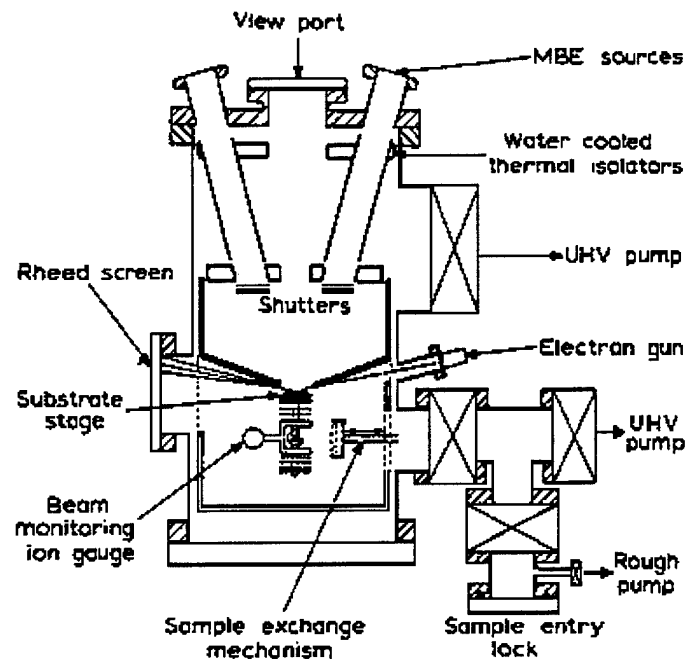 View port
MBE sources
Water cooled
thermal isolators
Rheed screen
UHV pump
Shutters
Electran gun
Substrate
stage
UHV
pump
Beam
monitoring
ion gauge
Rough
pump
Sample exchange
mechanism
Sample entry
lock